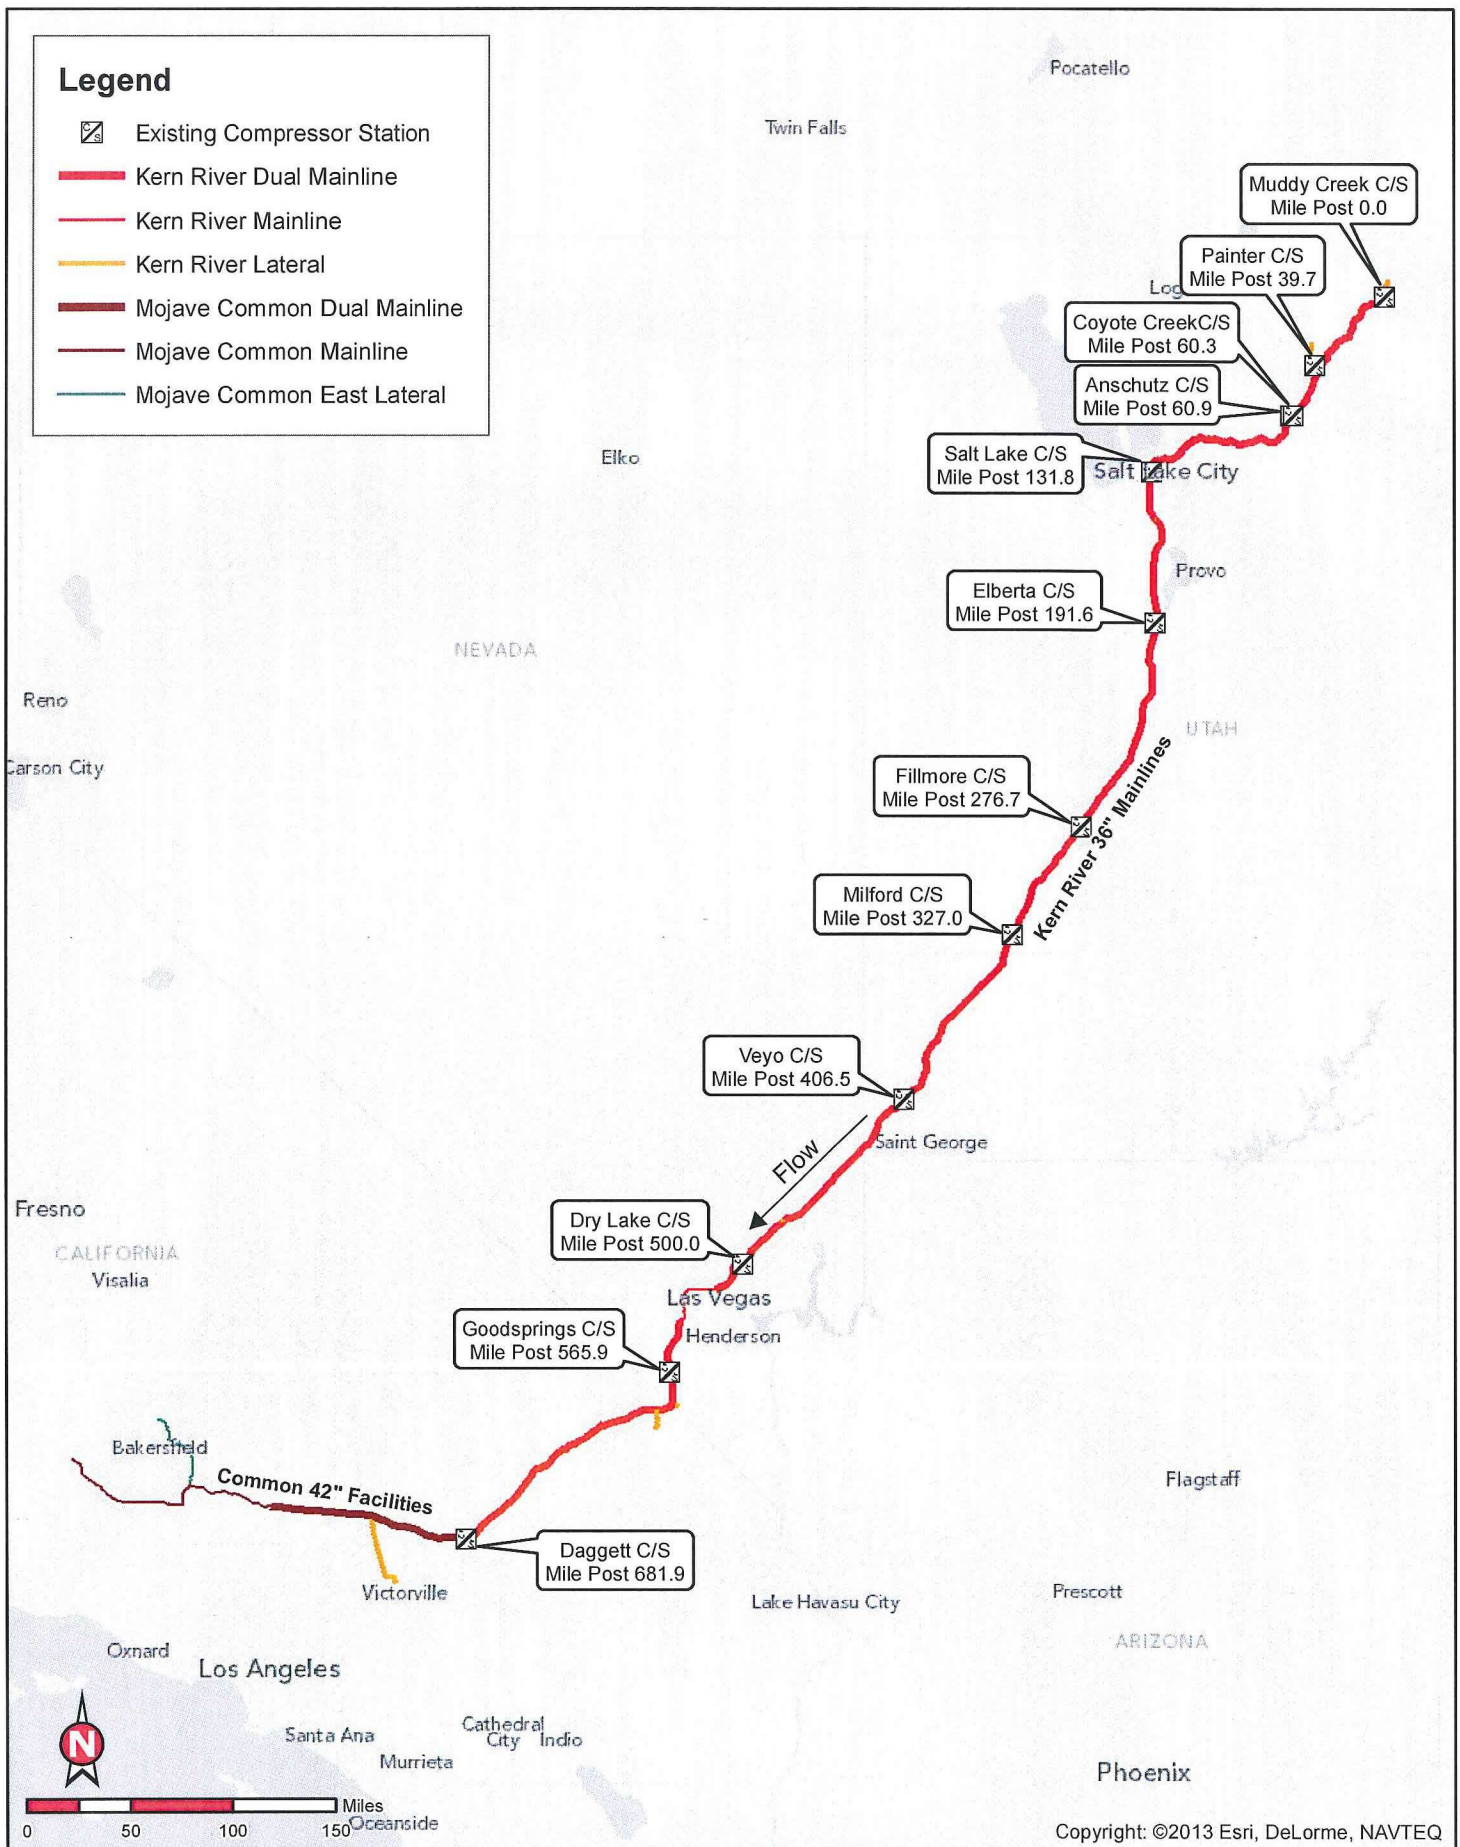 Legend
Existing Compressor Station
Kern River Dual Mainline
Kern River Mainline
Kern River Lateral
Mojave Common Dual Mainline
Mojave Common Mainline
Mojave Common East Lateral
Pocatello
Twin Falls
Muddy Creek C/S
Mile Post 0.0
Painter C/S
Mile Post 39.7
Log
Coyote CreekC/S
Mile Post 60.3
Anschutz C/S
Mile Post 60.9
Salt Lake C/S
Mile Post 131.8
Salt Lake City
Elko
Provo
Elberta C/S
Mile Post 191.6
NEVADA
Reno
UTAH
Carson City
Fillmore C/S
Mile Post 276.7
Kern River 36" Mainlines
Milford C/S
Mile Post 327.0
Veyo C/S
Mile Post 406.5
Saint George
Flow
Fresno
CALIFORNIA
Visalia
Dry Lake C/S
Mile Post 500.0
Las Vegas
Henderson
Goodsprings C/S
Mile Post 565.9
Bakersfield
Common 42" Facilities
Flagstaff
Daggett C/S
Mile Post 681.9
Victorville
Lake Havasu City
Prescott
ARIZONA
Oxnard
Los Angeles
Santa Ana
Cathedral
City
Indio
Murrieta
Phoenix
N
Miles
0 50 100 150
Oceanside
Copyright: ©2013 Esri, DeLorme, NAVTEQ